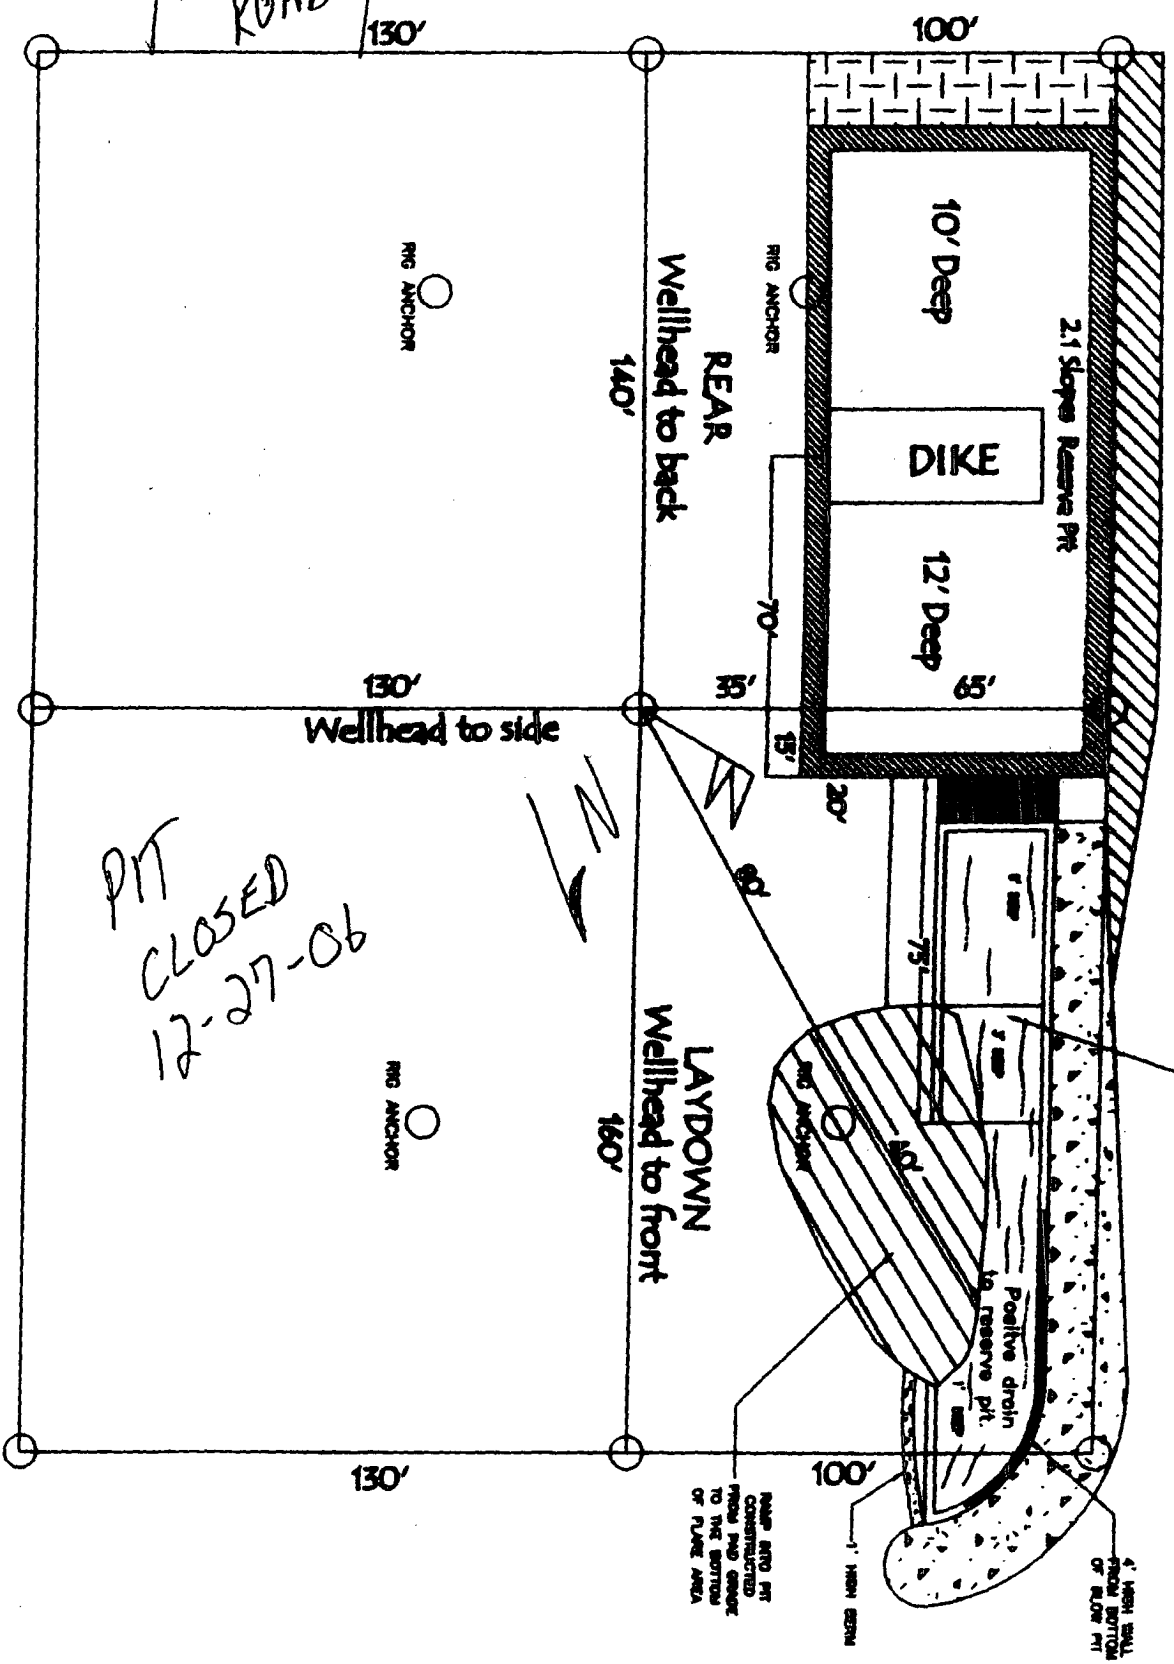 ROAD
130'
100'
10' Deep
2:1 Slopes Reserve Pit
RIG ANCHOR
RIG ANCHOR
REAR
Wellhead to back
140'
DIKE
12' Deep
70'
130'
Wellhead to side
35'
65'
15'
20'
N
60'
75'
PIT
CLOSED
12-27-06
LAYDOWN
Wellhead to front
160'
RIG ANCHOR
RIG ANCHOR
Positive drain
to reserve pit
1' DEEP
130'
100'
RAMP INTO PIT
CONSTRUCTED
FROM PAD GRADE
TO THE BOTTOM
OF FLARE AREA
1' HIGH BERM
4' HIGH WALL
FROM BOTTOM
OF BLOW PIT